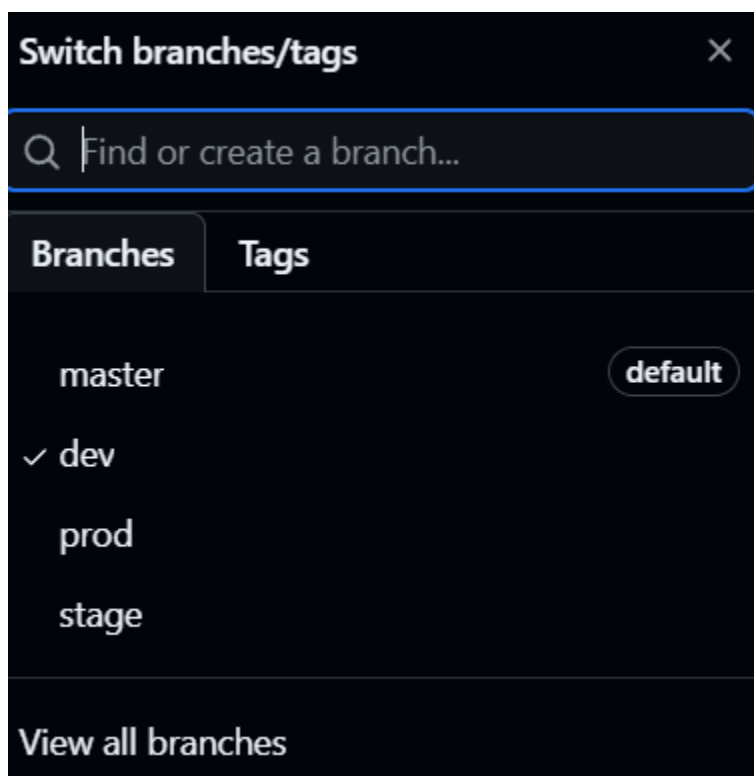 Switch branches/tags
Find or create a branch...
Branches Tags
master default
dev
prod
stage
View all branches